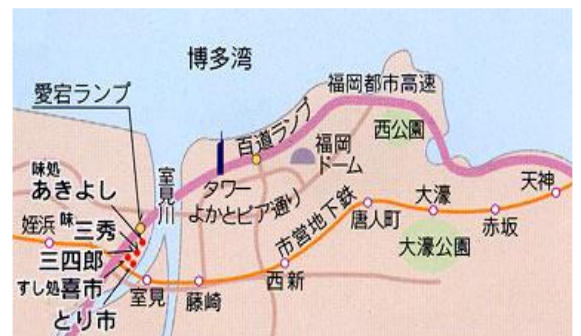 博多湾
福岡都市高速
愛宕ランプ
百道ランプ
西公園
福岡
ドーム
味処
あきよし
室見川
タワー
よかとピア通り
市営地下鉄
天神
大濠
唐人町
赤坂
大濠公園
姪浜
味三秀
三四郎
すし処喜市
とり市
室見
藤崎
西新